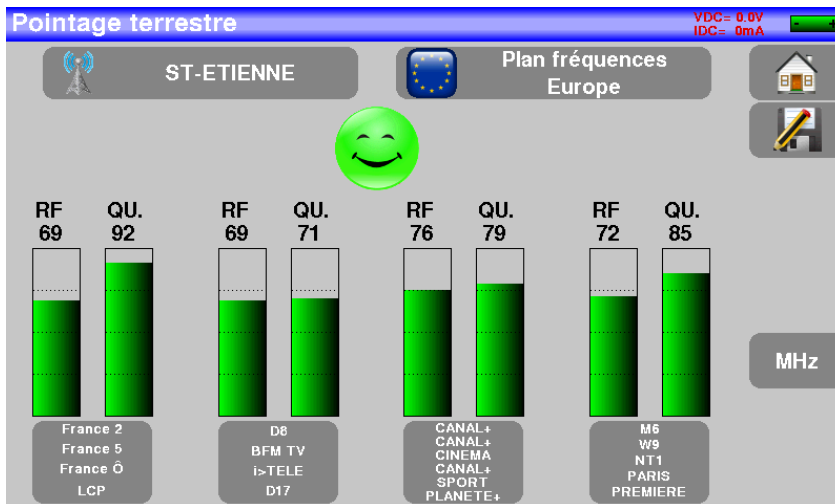 Pointage terrestre
VDC= 0.0V
IDC= 0mA
ST-ETIENNE
Plan fréquences
Europe
RF QU. RF QU. RF QU. RF QU.
69 92 69 71 76 79 72 85
MHz
France 2
France 5
France Ô
LCP
D8
BFM TV
i>TELE
D17
CANAL+
CANAL+
CINEMA
CANAL+
SPORT
PLANETE+
M6
W9
NT1
PARIS
PREMIERE